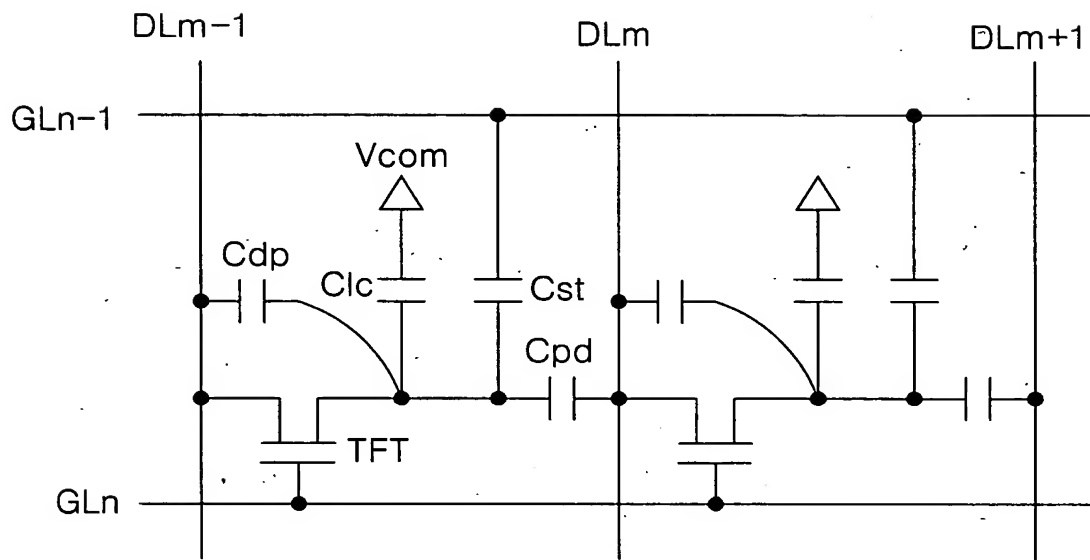 DLm-1
DLm
DLm+1
GLn-1
Vcom
Cdp
Clc
Cst
Cpd
TFT
GLn